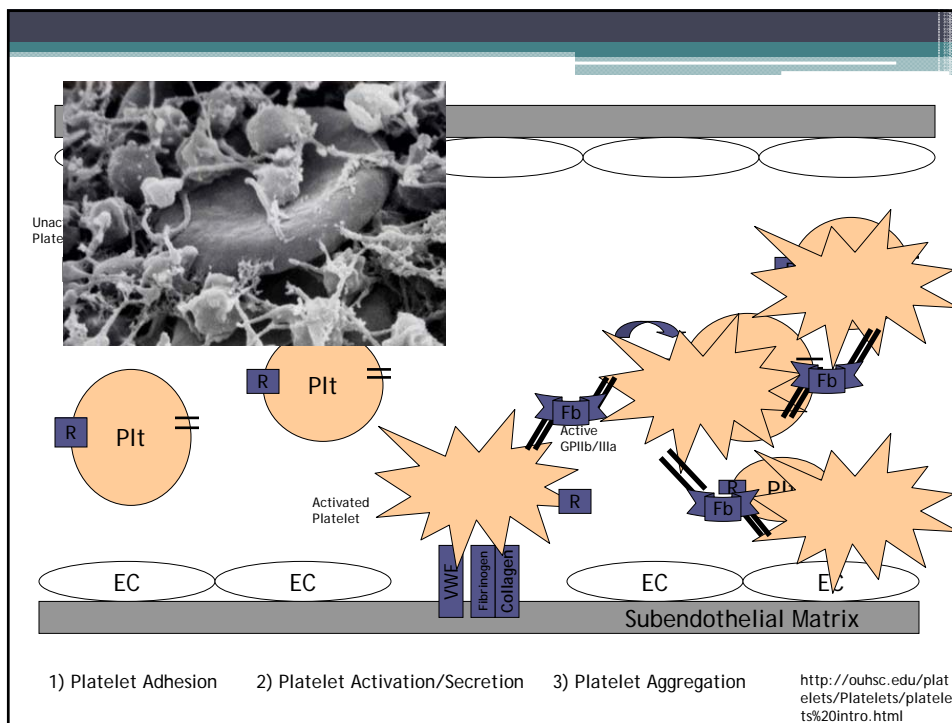 Unac
Plate
R
Plt
R
Plt
Fb
Active
GPIIb/IIIa
Fb
R
Fb
Activated
Platelet
R
EC
EC
VWF
Fibrinogen
Collagen
EC
EC
Subendothelial Matrix
1) Platelet Adhesion
2) Platelet Activation/Secretion
3) Platelet Aggregation
http://ouhsc.edu/plat
elets/Platelets/platele
ts%20intro.html